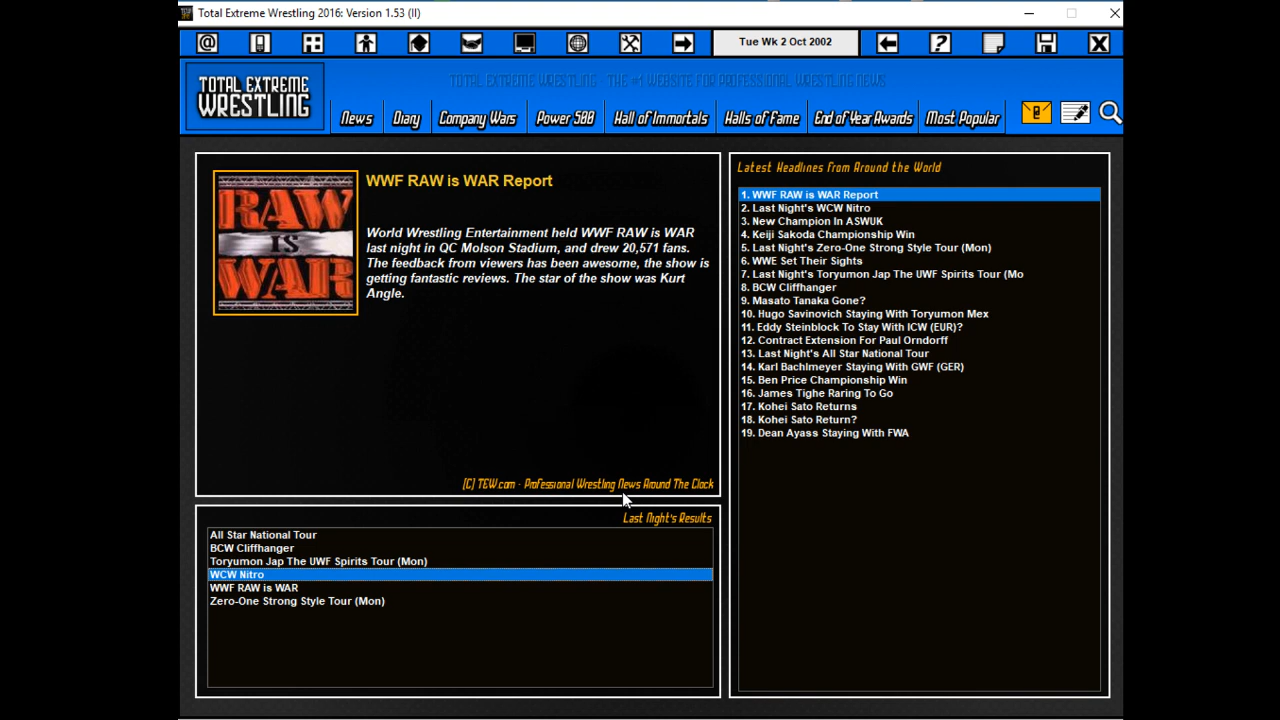 Total Extreme Wrestling 2016: Version 1.53 (II)
Tue Wk 2 Oct 2002
TOTAL EXTREME WRESTLING THE #1 WEBSITE FOR PROFESSIONAL WRESTLING NEWS
TOTAL EXTREME
WRESTLING
News
Diary
Company Wars
Power 500
Hall of Immortals
Halls of Fame
End of Year Awards
Most Popular
RAW
IS
WAR
WWF RAW is WAR Report
World Wrestling Entertainment held WWF RAW is WAR
last night in QC Molson Stadium, and drew 20,571 fans.
The feedback from viewers has been awesome, the show is
getting fantastic reviews. The star of the show was Kurt
Angle.
(C) TEW.com - Professional Wrestling News Around The Clock
Last Night's Results
All Star National Tour
BCW Cliffhanger
Toryumon Jap The UWF Spirits Tour (Mon)
WCW Nitro
WWF RAW is WAR
Zero-One Strong Style Tour (Mon)
Latest Headlines From Around the World
1. WWF RAW is WAR Report
2. Last Night's WCW Nitro
3. New Champion In ASWUK
4. Keiji Sakoda Championship Win
5. Last Night's Zero-One Strong Style Tour (Mon)
6. WWE Set Their Sights
7. Last Night's Toryumon Jap The UWF Spirits Tour (Mo
8. BCW Cliffhanger
9. Masato Tanaka Gone?
10. Hugo Savinovich Staying With Toryumon Mex
11. Eddy Steinblock To Stay With ICW (EUR)?
12. Contract Extension For Paul Orndorff
13. Last Night's All Star National Tour
14. Karl Bachlmeyer Staying With GWF (GER)
15. Ben Price Championship Win
16. James Tighe Raring To Go
17. Kohei Sato Returns
18. Kohei Sato Return?
19. Dean Ayass Staying With FWA